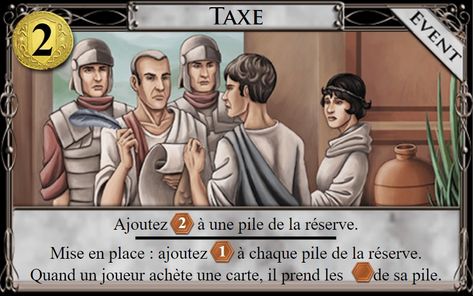 TAXE
2
EVENT
Ajoutez 2 à une pile de la réserve.
Mise en place : ajoutez 1 à chaque pile de la réserve.
Quand un joueur achète une carte, il prend les de sa pile.